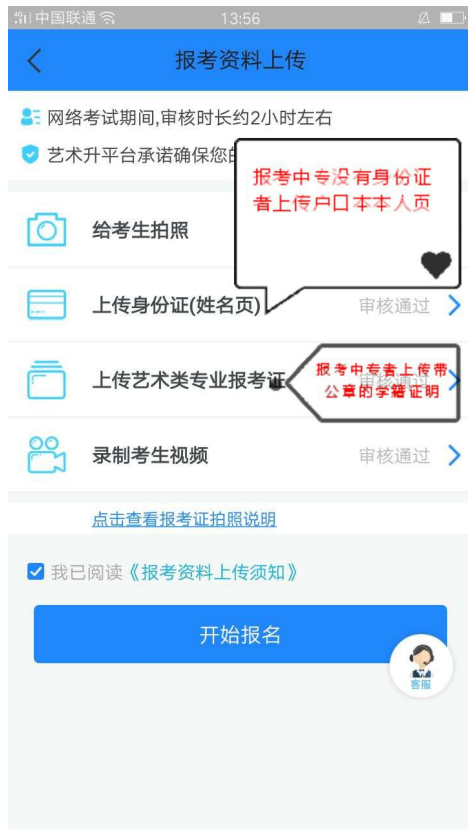 中国联通
13:56
报考资料上传
网络考试期间,审核时长约2小时左右
艺术升平台承诺确保您的
报考中专没有身份证
者上传户口本本人页
给考生拍照
上传身份证(姓名页)
审核通过
上传艺术类专业报考证
报考中专者上传带
公章的学籍证明
录制考生视频
审核通过
点击查看报考证拍照说明
我已阅读《报考资料上传须知》
开始报名
客服